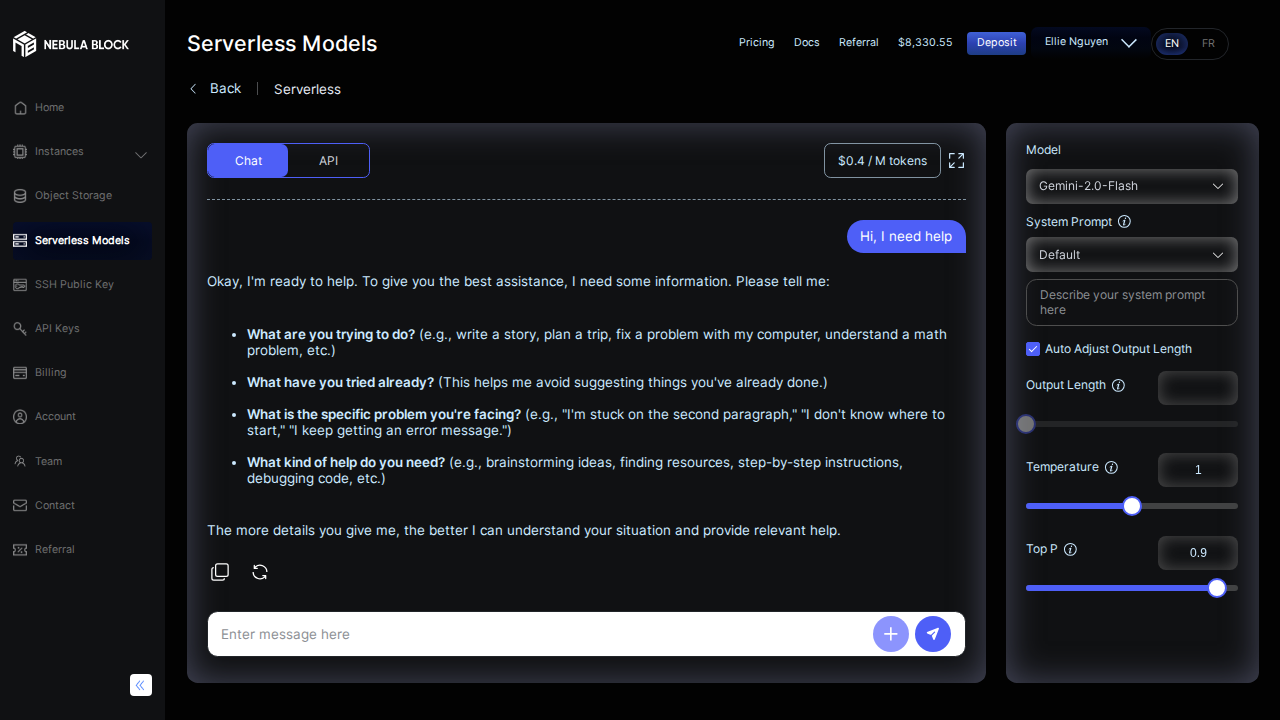 NEBULA BLOCK
Home
Instances
Object Storage
Serverless Models
SSH Public Key
API Keys
Billing
Account
Team
Contact
Referral
Serverless Models
Pricing Docs Referral $8,330.55 Deposit Ellie Nguyen EN FR
Back | Serverless
Chat API $0.4 / M tokens
Hi, I need help
Okay, I'm ready to help. To give you the best assistance, I need some information. Please tell me:
• What are you trying to do? (e.g., write a story, plan a trip, fix a problem with my computer, understand a math
problem, etc.)
• What have you tried already? (This helps me avoid suggesting things you've already done.)
• What is the specific problem you're facing? (e.g., "I'm stuck on the second paragraph," "I don't know where to
start," "I keep getting an error message.")
• What kind of help do you need? (e.g., brainstorming ideas, finding resources, step-by-step instructions,
debugging code, etc.)
The more details you give me, the better I can understand your situation and provide relevant help.
Enter message here
Model
Gemini-2.0-Flash
System Prompt
Default
Describe your system prompt
here
Auto Adjust Output Length
Output Length
Temperature 1
Top P 0.9